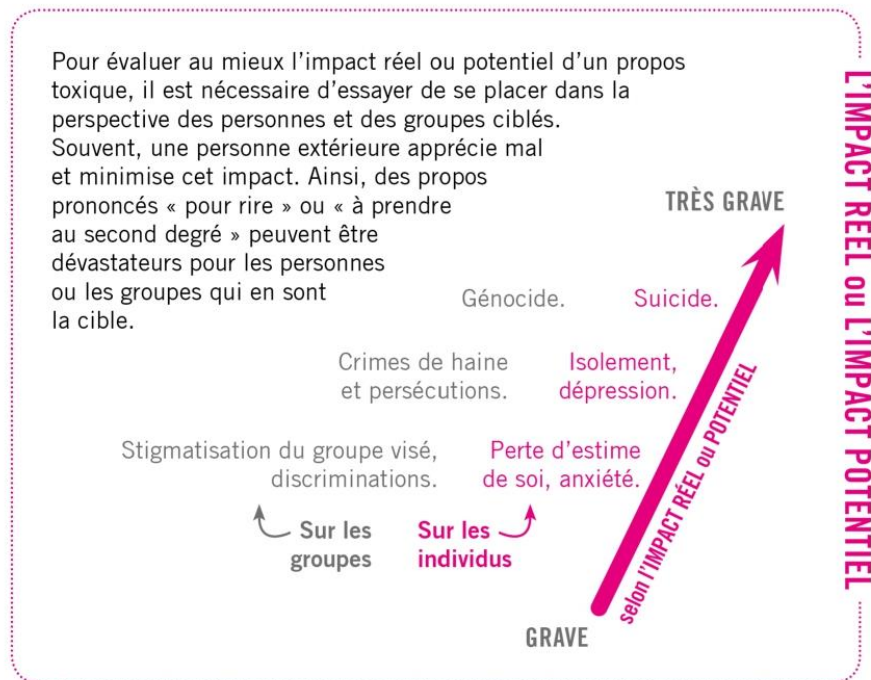 Pour évaluer au mieux l'impact réel ou potentiel d'un propos
toxique, il est nécessaire d'essayer de se placer dans la
perspective des personnes et des groupes ciblés.
Souvent, une personne extérieure apprécie mal
et minimise cet impact. Ainsi, des propos
prononcés « pour rire » ou « à prendre
au second degré » peuvent être
dévastateurs pour les personnes
ou les groupes qui en sont
la cible.
TRÈS GRAVE
Génocide.
Suicide.
Crimes de haine
et persécutions.
Isolement,
dépression.
Stigmatisation du groupe visé,
discriminations.
Perte d'estime
de soi, anxiété.
Sur les
groupes
Sur les
individus
GRAVE
selon l'IMPACT RÉEL ou POTENTIEL
L'IMPACT RÉEL ou L'IMPACT POTENTIEL